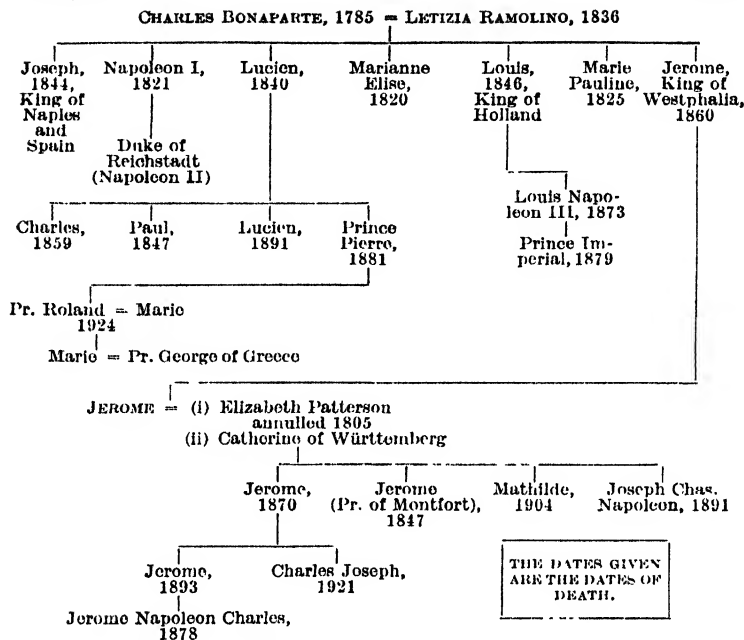 CHARLES BONAPARTE, 1785 = LETIZIA RAMOLINO, 1836
Joseph,
1844,
King of
Naples
and
Spain
Napoleon I,
1821
Duke of
Reichstadt
(Napoleon II)
Lucien,
1840
Marianne
Elise,
1820
Louis,
1846,
King of
Holland
Marie
Pauline,
1825
Jerome,
King of
Westphalia,
1860
Louis Napo-
leon III, 1873
Prince Im-
perial, 1879
Charles,
1859
Paul,
1847
Lucien,
1891
Prince
Pierre,
1881
Pr. Roland = Marie
1924
Marie = Pr. George of Greece
JEROME = (i) Elizabeth Patterson
annulled 1805
(ii) Catherine of Württemberg
Jerome,
1870
Jerome
(Pr. of Montfort),
1847
Mathilde,
1904
Joseph Chas.
Napoleon, 1891
Jerome,
1893
Charles Joseph,
1921
Jerome Napoleon Charles,
1878
THE DATES GIVEN
ARE THE DATES OF
DEATH.